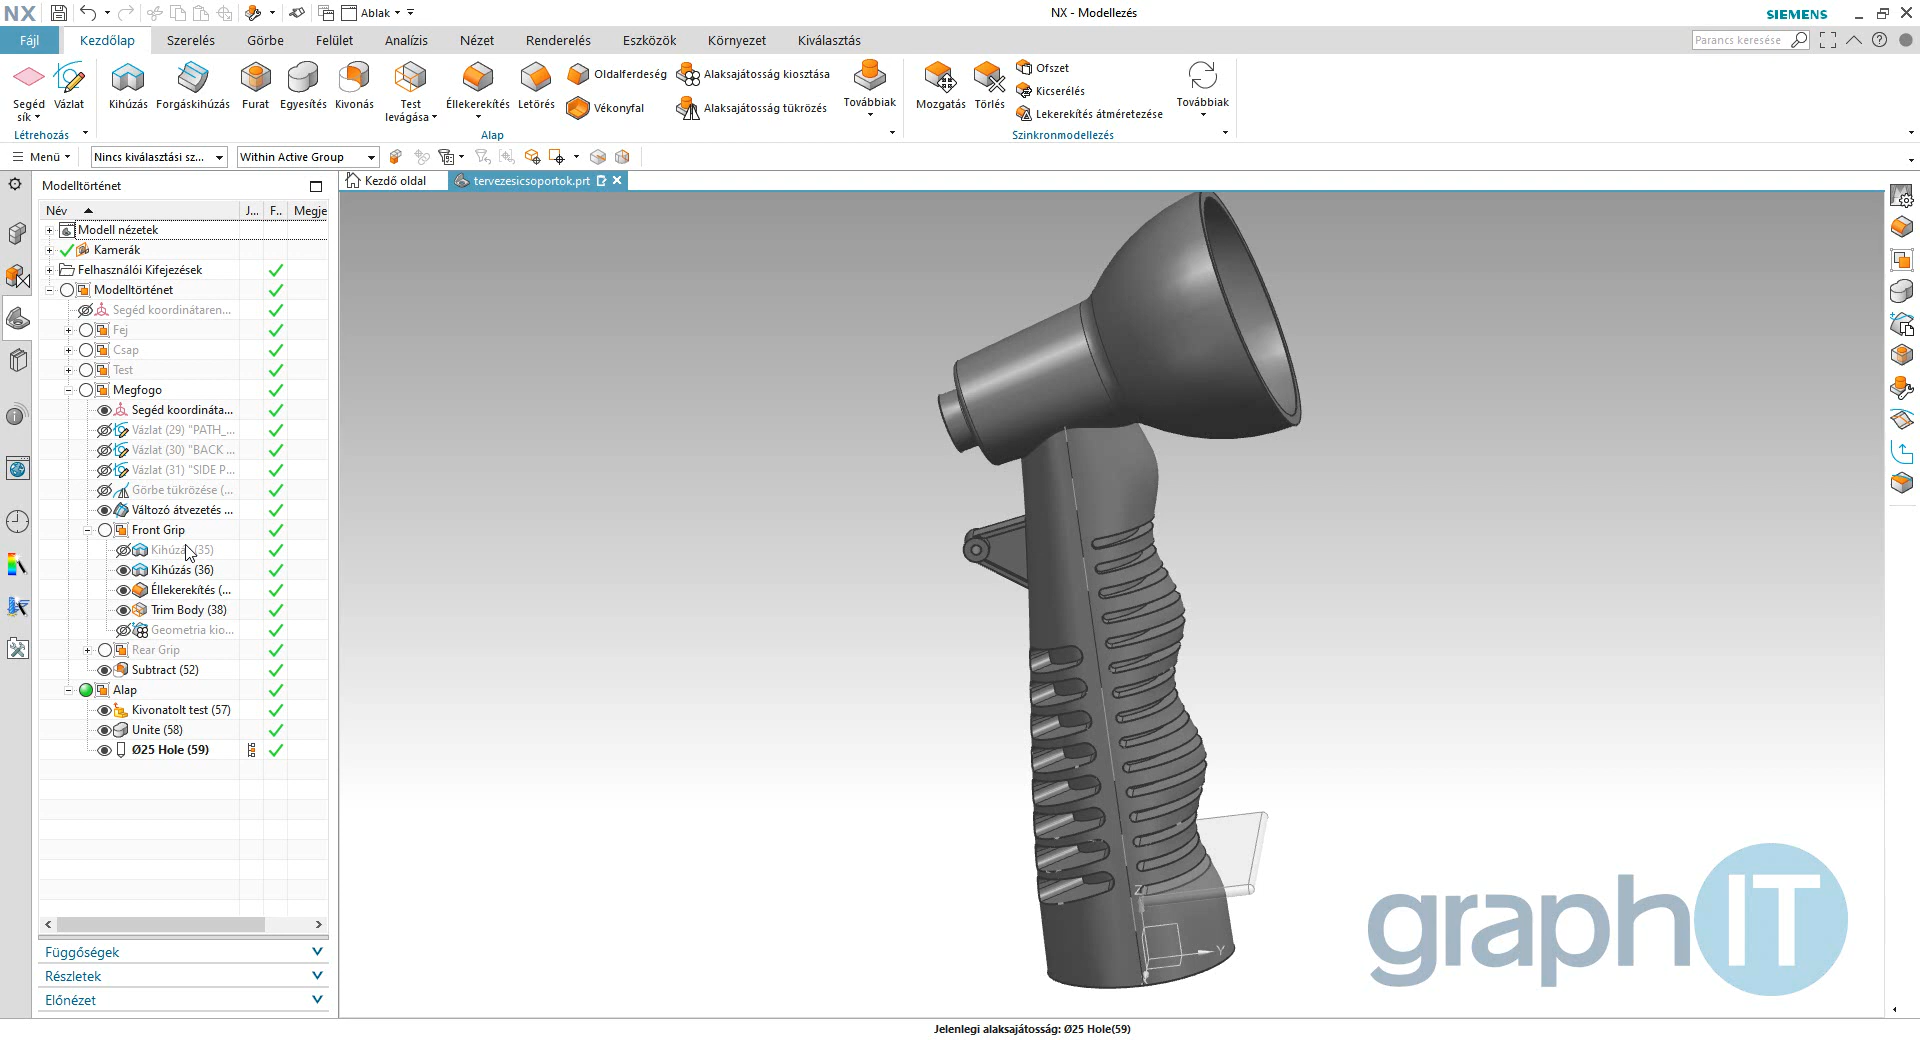 NX
Ablak
NX - Modellezés
SIEMENS
Fájl
Kezdőlap
Szerelés
Görbe
Felület
Analízis
Nézet
Renderelés
Eszközök
Környezet
Kiválasztás
Parancs keresése
Segéd sík
Vázlat
Kihúzás
Forgáskihúzás
Furat
Egyesítés
Kivonás
Test levágása
Éllekerekítés
Letörés
Oldalferdeség
Vékonyfal
Alaksajátosság kiosztása
Alaksajátosság tükrözés
Továbbiak
Mozgatás
Törlés
Ofszet
Kicserélés
Lekerekítés átméretezése
Továbbiak
Létrehozás
Alap
Szinkronmodellezés
Menü
Nincs kiválasztási sz...
Within Active Group
Modelltörténet
Kezdő oldal
tervezesicsoportok.prt
Név
J...
F..
Megje
Modell nézetek
Kamerák
Felhasználói Kifejezések
Modelltörténet
Segéd koordinátaren...
Fej
Csap
Test
Megfogo
Segéd koordináta...
Vázlat (29) "PATH_...
Vázlat (30) "BACK ...
Vázlat (31) "SIDE P...
Görbe tükrözése (...
Változó átvezetés ...
Front Grip
Kihúzás (35)
Kihúzás (36)
Éllekerekítés (...
Trim Body (38)
Geometria kio...
Rear Grip
Subtract (52)
Alap
Kivonatolt test (57)
Unite (58)
Ø25 Hole (59)
Függőségek
Részletek
Előnézet
Z
Y
graphIT
Jelenlegi alaksajátosság: Ø25 Hole(59)